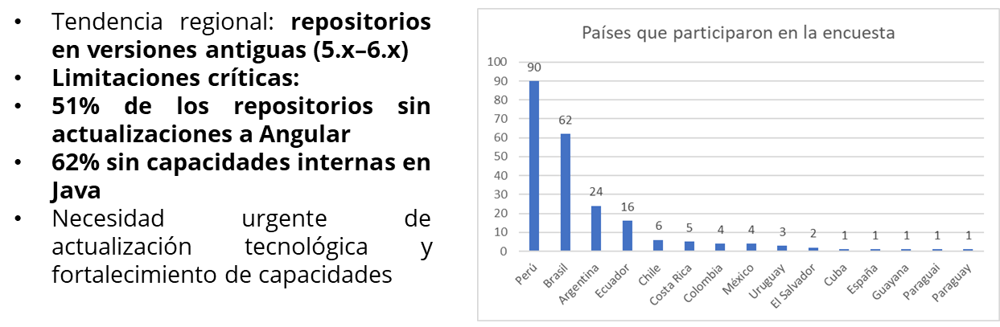 • Tendencia regional: repositorios
en versiones antiguas (5.x–6.x)
• Limitaciones críticas:
• 51% de los repositorios sin
actualizaciones a Angular
• 62% sin capacidades internas en
Java
• Necesidad urgente de
actualización tecnológica y
fortalecimiento de capacidades
Países que participaron en la encuesta
100
90
80
70
60
50
40
30
20
10
0
90
62
24
16
6
5
4
4
3
2
1
1
1
1
1
Perú
Brasil
Argentina
Ecuador
Chile
Costa Rica
Colombia
México
Uruguay
El Salvador
Cuba
España
Guayana
Paraguai
Paraguay